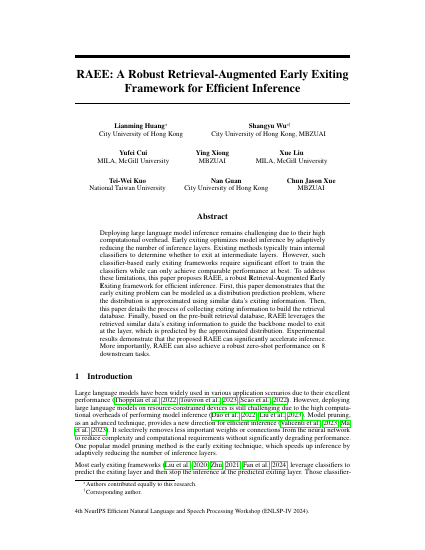 RAEE: A Robust Retrieval-Augmented Early Exiting
Framework for Efficient Inference
Lianming Huang* Shangyu Wu*†
City University of Hong Kong City University of Hong Kong, MBZUAI
Yufei Cui Ying Xiong Xue Liu
MILA, McGill University MBZUAI MILA, McGill University
Tei-Wei Kuo Nan Guan Chun Jason Xue
National Taiwan University City University of Hong Kong MBZUAI
Abstract
Deploying large language model inference remains challenging due to their high
computational overhead. Early exiting optimizes model inference by adaptively
reducing the number of inference layers. Existing methods typically train internal
classifiers to determine whether to exit at intermediate layers. However, such
classifier-based early exiting frameworks require significant effort to train the
classifiers while can only achieve comparable performance at best. To address
these limitations, this paper proposes RAEE, a robust Retrieval-Augmented Early
Exiting framework for efficient inference. First, this paper demonstrates that the
early exiting problem can be modeled as a distribution prediction problem, where
the distribution is approximated using similar data's exiting information. Then,
this paper details the process of collecting exiting information to build the retrieval
database. Finally, based on the pre-built retrieval database, RAEE leverages the
retrieved similar data's exiting information to guide the backbone model to exit
at the layer, which is predicted by the approximated distribution. Experimental
results demonstrate that the proposed RAEE can significantly accelerate inference.
More importantly, RAEE can also achieve a robust zero-shot performance on 8
downstream tasks.
1 Introduction
Large language models have been widely used in various application scenarios due to their excellent
performance (Thoppilan et al., 2022; Touvron et al., 2023; Scao et al., 2022). However, deploying
large language models on resource-constrained devices is still challenging due to the high computa-
tional overheads of performing model inference (Dao et al., 2022; Liu et al., 2023). Model pruning,
as an advanced technique, provides a new direction for efficient inference (Valicenti et al., 2023; Ma
et al., 2023). It selectively removes less important weights or connections from the neural network
to reduce complexity and computational requirements without significantly degrading performance.
One popular model pruning method is the early exiting technique, which speeds up inference by
adaptively reducing the number of inference layers.
Most early exiting frameworks (Liu et al., 2020; Zhu, 2021; Fan et al., 2024) leverage classifiers to
predict the exiting layer and then stop the inference at the predicted exiting layer. Those classifier-
*Authors contributed equally to this research.
†Corresponding author.
4th NeurIPS Efficient Natural Language and Speech Processing Workshop (ENLSP-IV 2024).